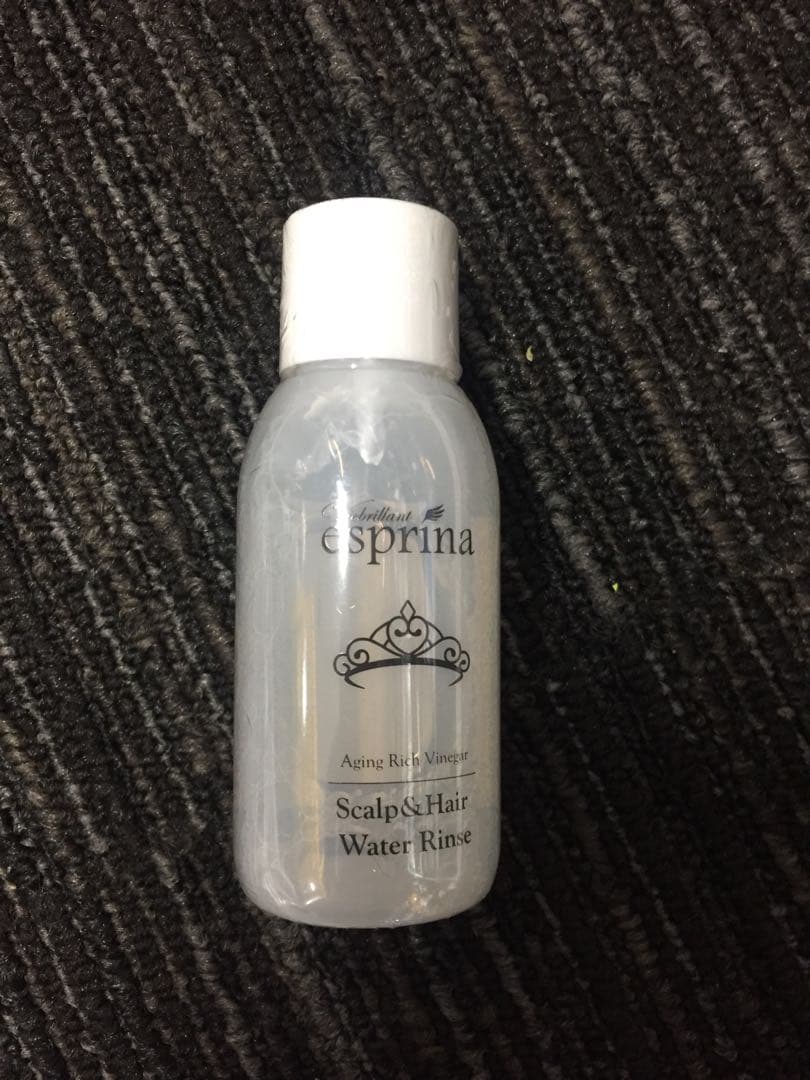 esprina
Aging Rich Vinegar
Scalp&Hair
Water Rinse